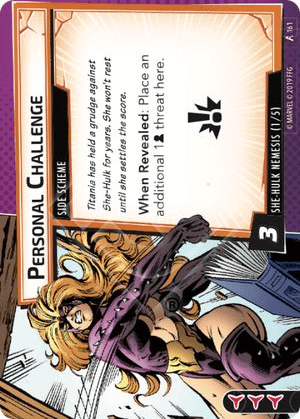 PERSONAL CHALLENGE
SIDE SCHEME
Titania has held a grudge against
She-Hulk for years. She won't rest
until she settles the score.
When Revealed: Place an
additional 1 threat here.
3
SHE-HULK NEMESIS (1/5)
© MARVEL © 2019 FFG
161